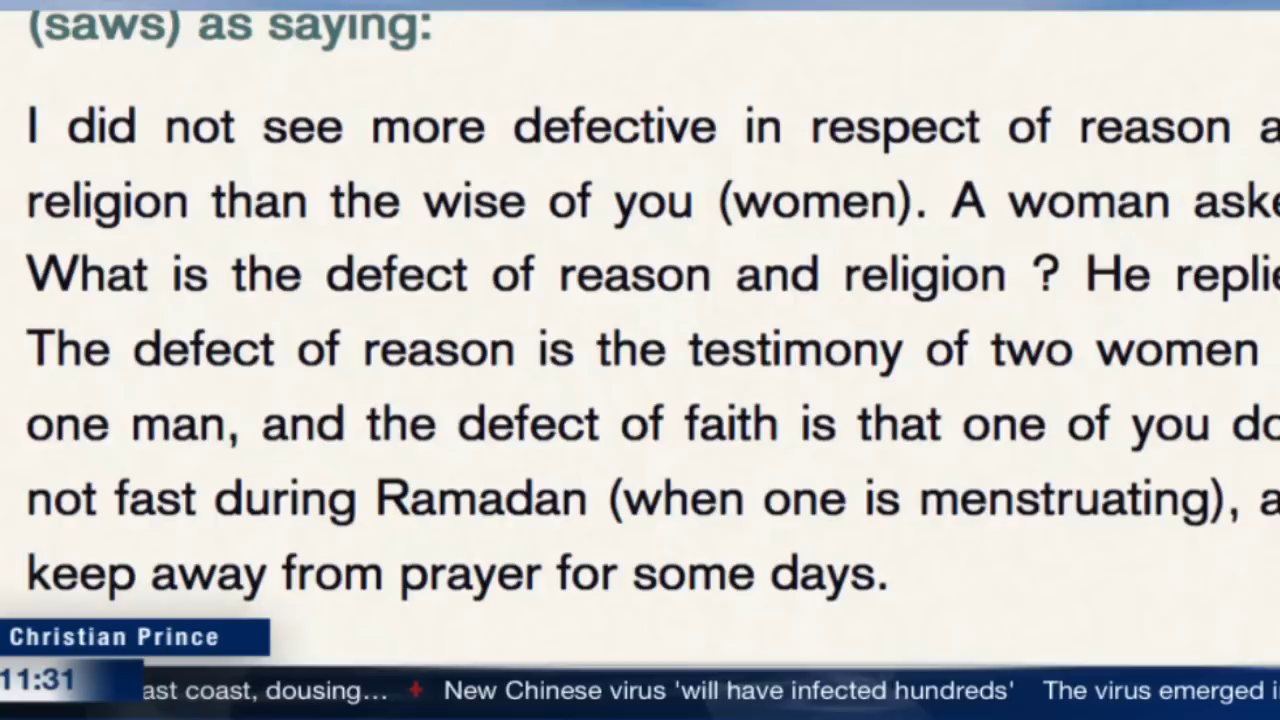 (saws) as saying:
I did not see more defective in respect of reason
religion than the wise of you (women). A woman
What is the defect of reason and religion ? He
The defect of reason is the testimony of two women
one man, and the defect of faith is that one of you
not fast during Ramadan (when one is menstruating),
keep away from prayer for some days.
Christian Prince
11:31
coast, dousing... New Chinese virus 'will have infected hundreds' The virus emerged